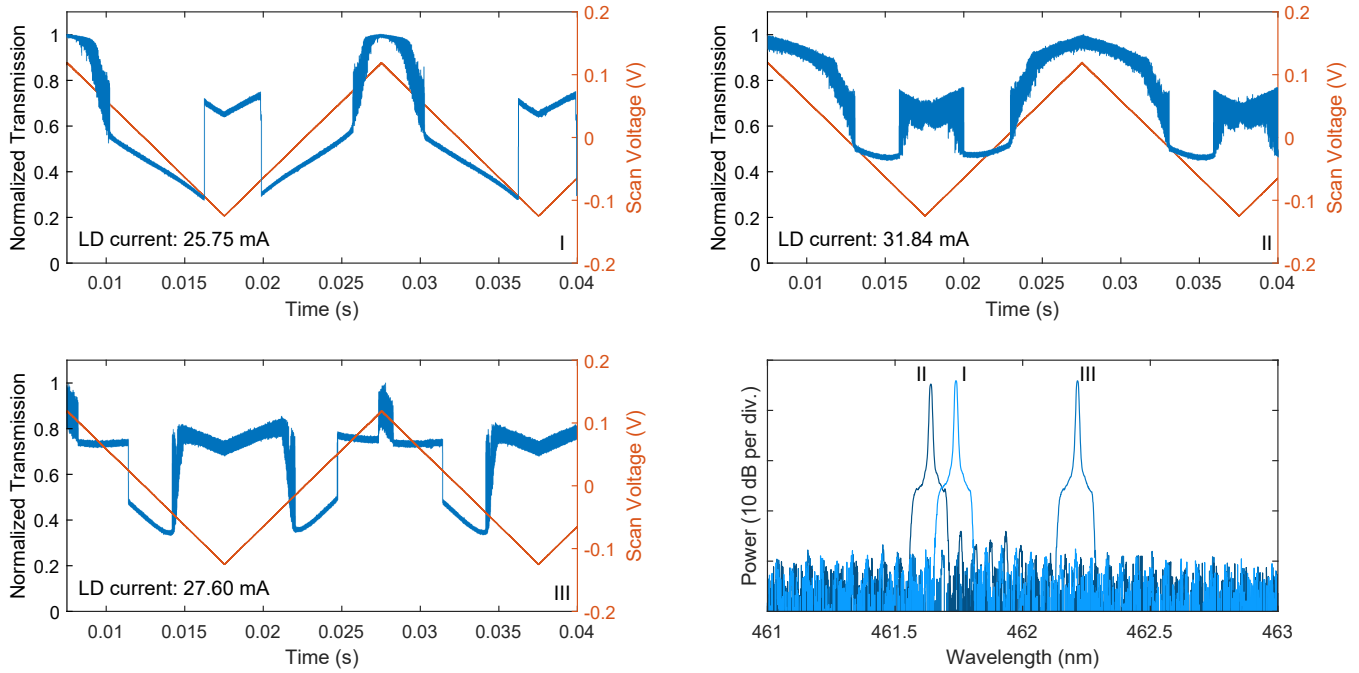 Normalized Transmission
1
0.8
0.6
0.4
0.2
0
0.2
0.1
0
-0.1
-0.2
Scan Voltage (V)
LD current: 25.75 mA
I
0.01 0.015 0.02 0.025 0.03 0.035 0.04
Time (s)
Normalized Transmission
1
0.8
0.6
0.4
0.2
0
0.2
0.1
0
-0.1
-0.2
Scan Voltage (V)
LD current: 31.84 mA
II
0.01 0.015 0.02 0.025 0.03 0.035 0.04
Time (s)
Normalized Transmission
1
0.8
0.6
0.4
0.2
0
0.2
0.1
0
-0.1
-0.2
Scan Voltage (V)
LD current: 27.60 mA
III
0.01 0.015 0.02 0.025 0.03 0.035 0.04
Time (s)
Power (10 dB per div.)
II I III
461 461.5 462 462.5 463
Wavelength (nm)